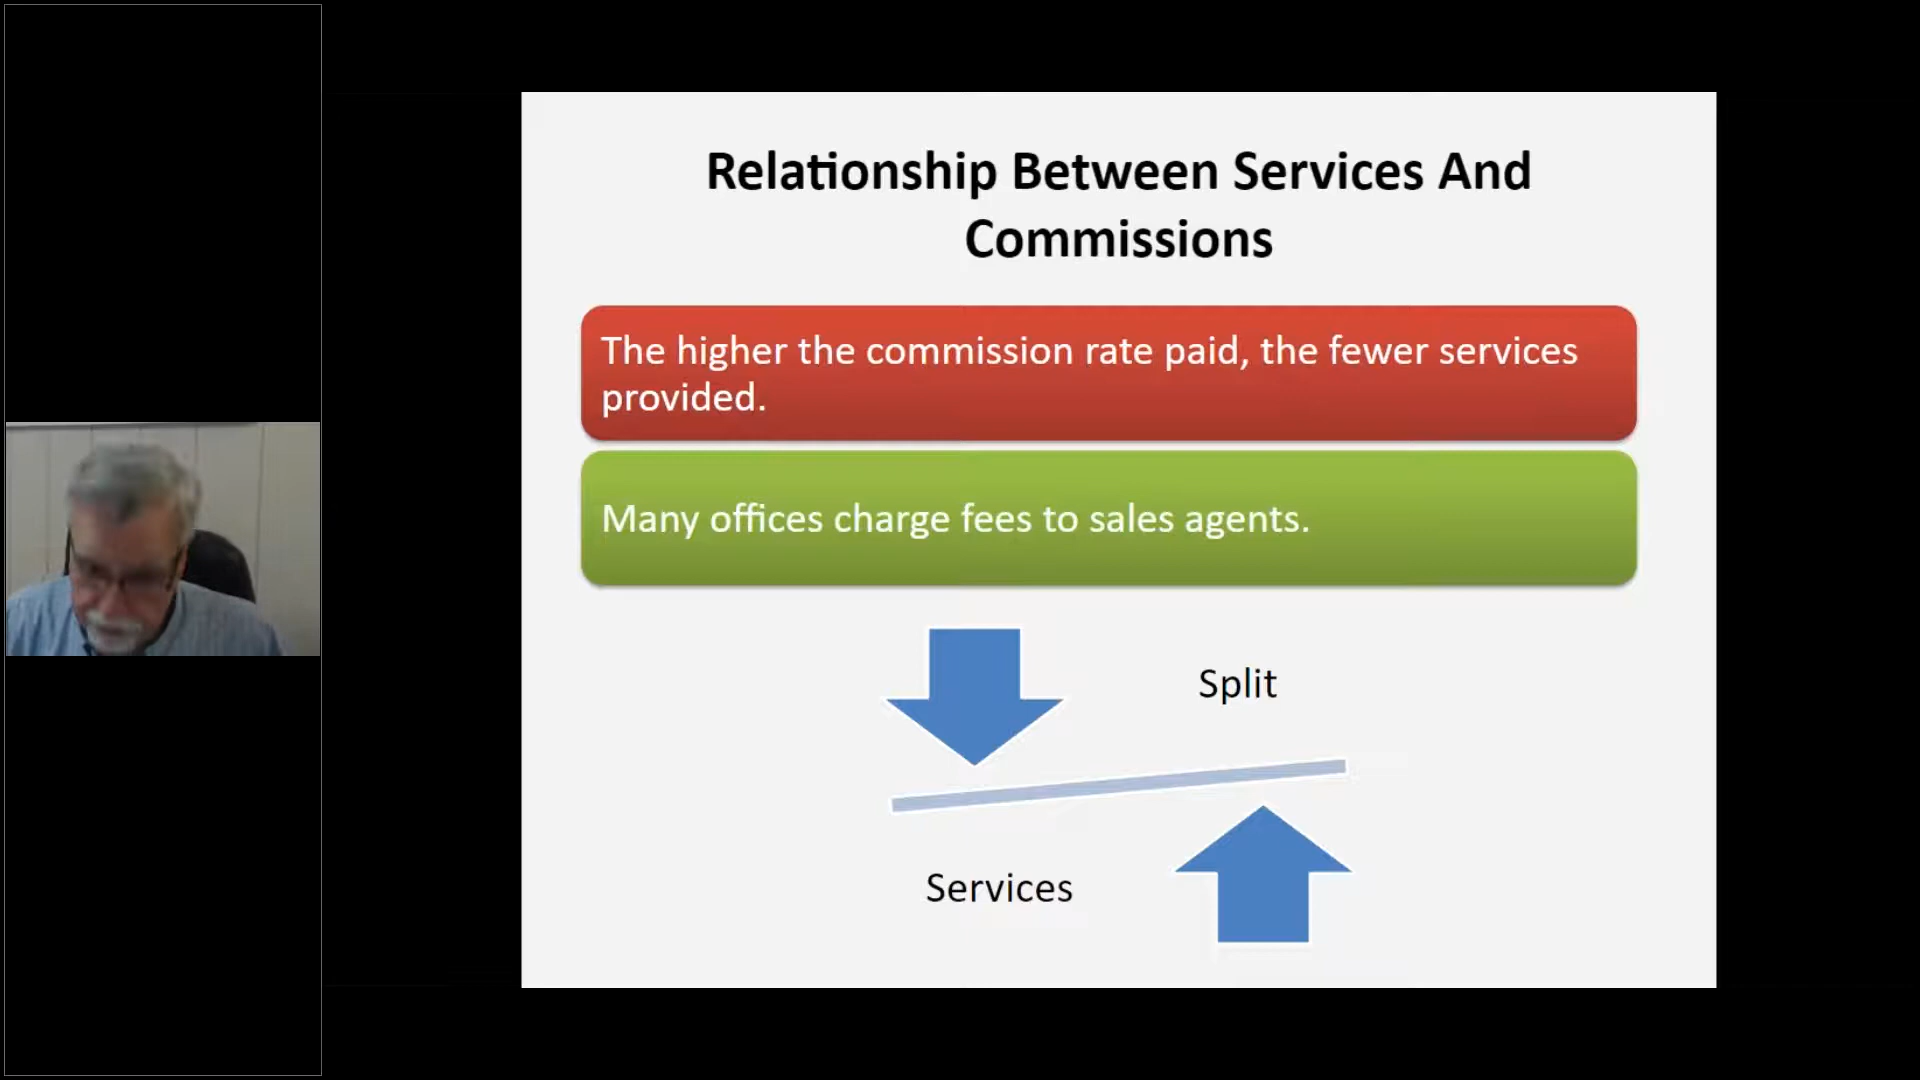 Relationship Between Services And
Commissions
The higher the commission rate paid, the fewer services
provided.
Many offices charge fees to sales agents.
Split
Services